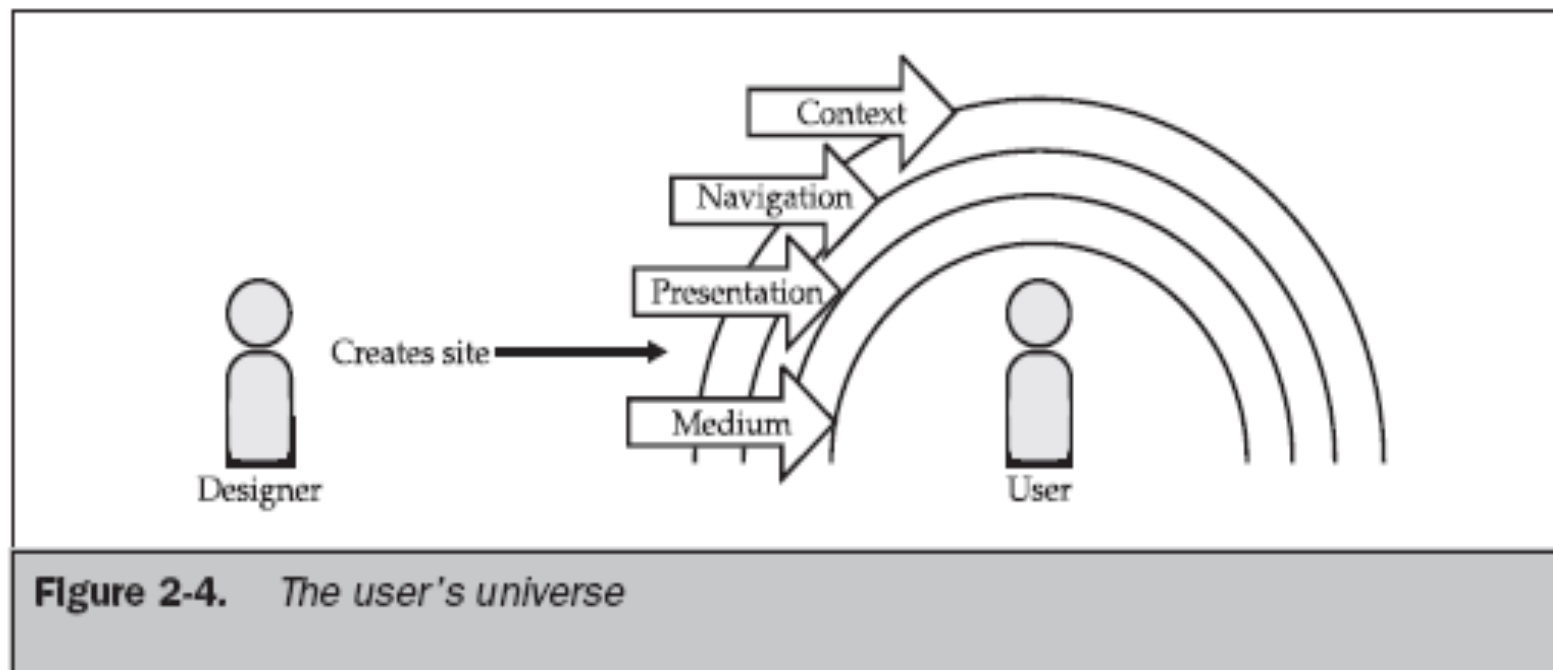 Context
Navigation
Presentation
Creates site
Medium
Designer
User
Figure 2-4. The user's universe